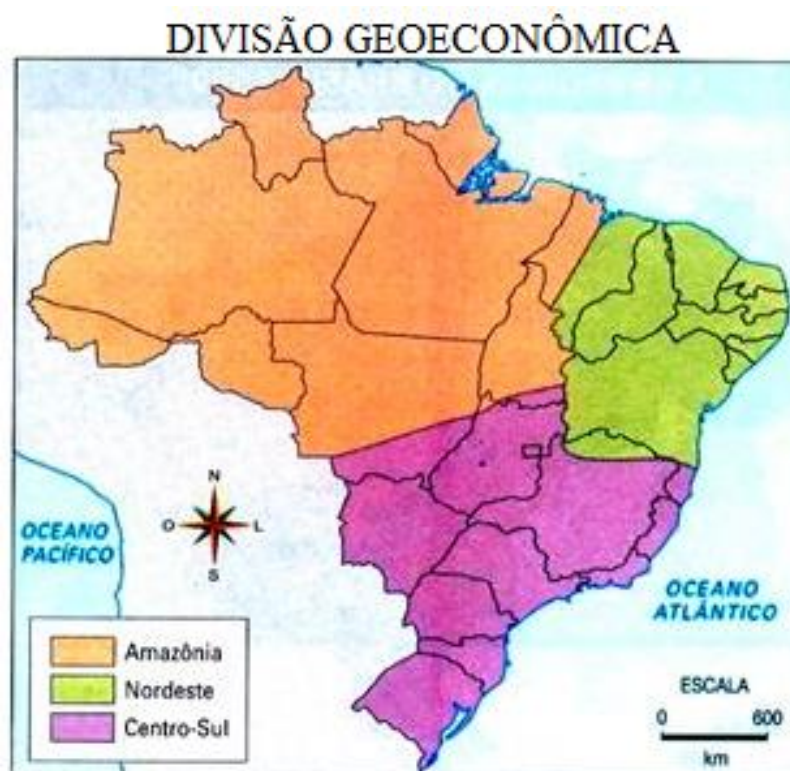 DIVISÃO GEOECONÔMICA
N
O
L
S
OCEANO
PACÍFICO
OCEANO
ATLÂNTICO
Amazônia
Nordeste
Centro-Sul
ESCALA
0 600
km